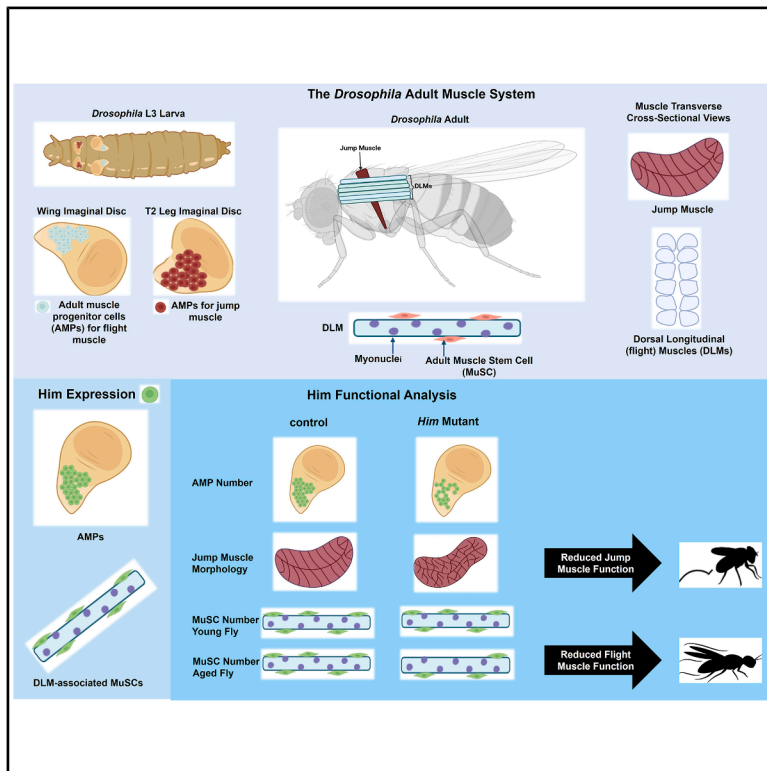 The Drosophila Adult Muscle System
Drosophila L3 Larva
Wing Imaginal Disc
T2 Leg Imaginal Disc
Adult muscle
progenitor cells
(AMPs) for flight
muscle
AMPs for jump
muscle
Drosophila Adult
Jump Muscle
DLMs
DLM
Myonuclei
Adult Muscle Stem Cell
(MuSC)
Muscle Transverse
Cross-Sectional Views
Jump Muscle
Dorsal Longitudinal
(flight) Muscles (DLMs)
Him Expression
AMPs
DLM-associated MuSCs
Him Functional Analysis
control
Him Mutant
AMP Number
Jump Muscle
Morphology
Reduced Jump
Muscle Function
MuSC Number
Young Fly
MuSC Number
Aged Fly
Reduced Flight
Muscle Function